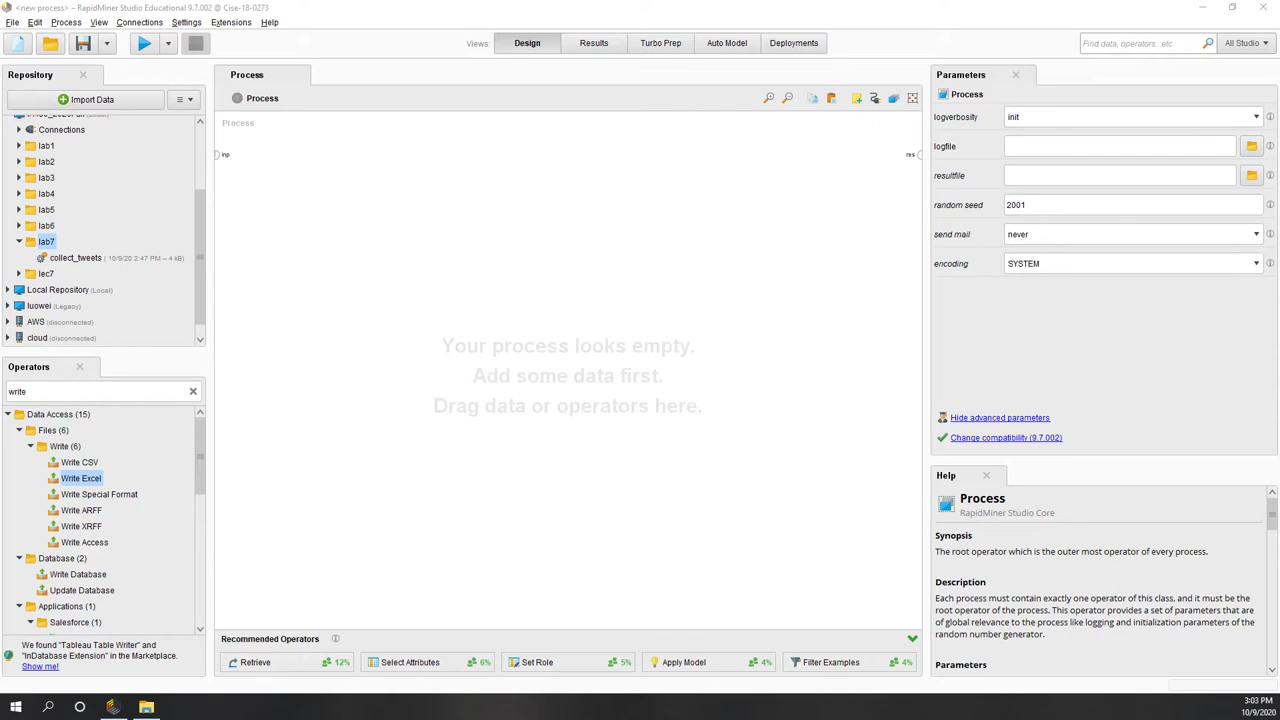 <new process> – RapidMiner Studio Educational 9.7.002 @ Cise-18-0273
File Edit Process View Connections Settings Extensions Help
Views: Design Results Turbo Prep Auto Model Deployments
Find data, operators...etc
All Studio
Repository
Import Data
Connections
lab1
lab2
lab3
lab4
lab5
lab6
lab7
collect_tweets (10/9/20 2:47 PM – 4 kB)
lec7
Local Repository (Local)
luowei (Legacy)
AWS (disconnected)
cloud (disconnected)
Operators
write
Data Access (15)
Files (6)
Write (6)
Write CSV
Write Excel
Write Special Format
Write ARFF
Write XRFF
Write Access
Database (2)
Write Database
Update Database
Applications (1)
Salesforce (1)
We found "Tableau Table Writer" and
"InDatabase Extension" in the Marketplace.
Show me!
Process
Process
Process
inp
res
Your process looks empty.
Add some data first.
Drag data or operators here.
Recommended Operators
Retrieve 12%
Select Attributes 6%
Set Role 5%
Apply Model 4%
Filter Examples 4%
Parameters
Process
logverbosity init
logfile
resultfile
random seed 2001
send mail never
encoding SYSTEM
Hide advanced parameters
Change compatibility (9.7.002)
Help
Process
RapidMiner Studio Core
Synopsis
The root operator which is the outer most operator of every process.
Description
Each process must contain exactly one operator of this class, and it must be the
root operator of the process. This operator provides a set of parameters that are
of global relevance to the process like logging and initialization parameters of the
random number generator.
Parameters
3:03 PM
10/9/2020